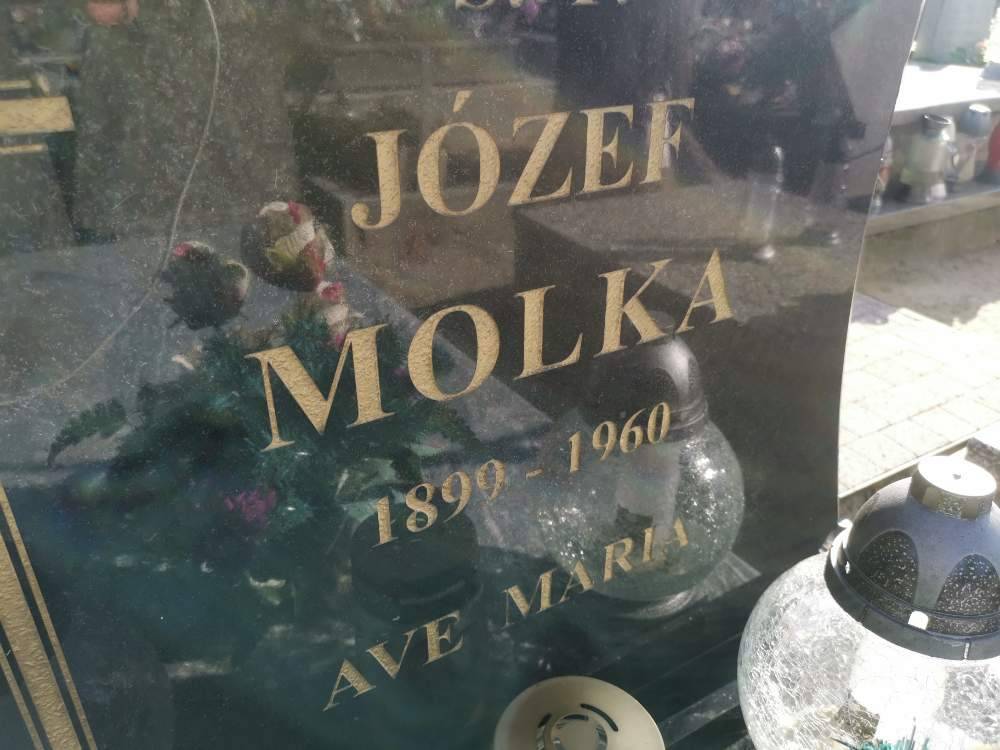 JÓZEF
MOLKA
1899 - 1960
AVE MARIA